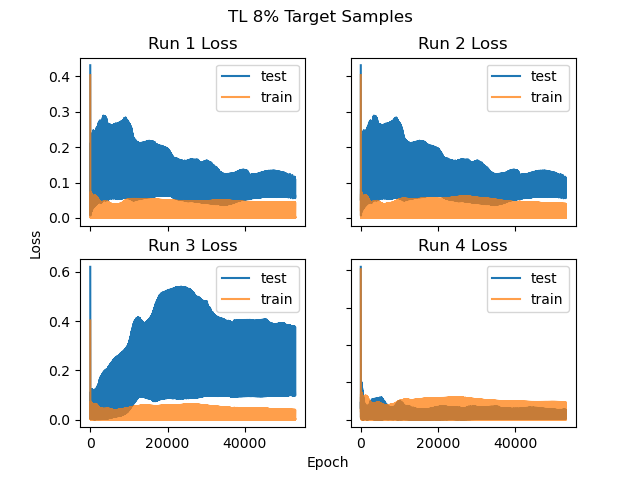 TL 8% Target Samples
Run 1 Loss
test
train
0.4
0.3
0.2
0.1
0.0
Run 2 Loss
test
train
Loss
Run 3 Loss
test
train
0.6
0.4
0.2
0.0
0
20000
40000
Run 4 Loss
test
train
0
20000
40000
Epoch